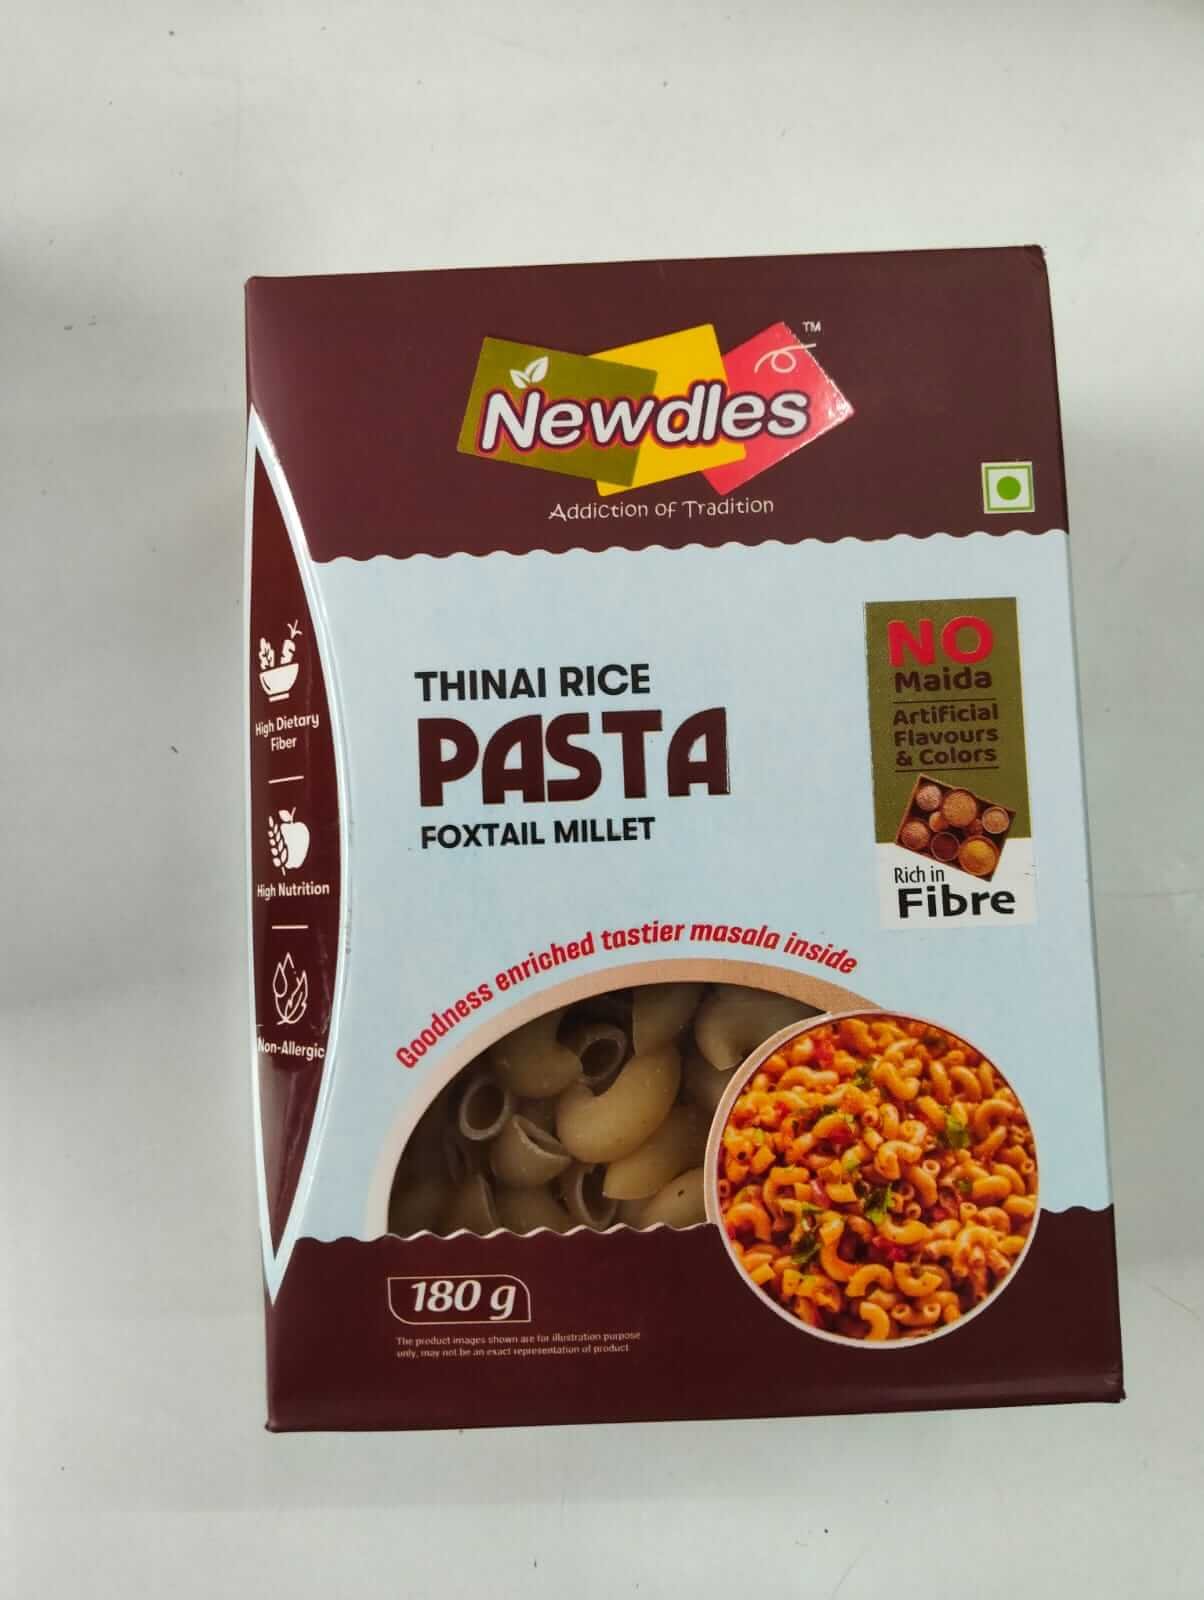 Newdles
TM
Addiction of Tradition
THINAI RICE
PASTA
FOXTAIL MILLET
NO
Maida
Artificial
Flavours
& Colors
Rich in
Fibre
High Dietary
Fiber
High Nutrition
Non-Allergic
Goodness enriched tastier masala inside
180 g
The product images shown are for illustration purpose
only, may not be an exact representation of product